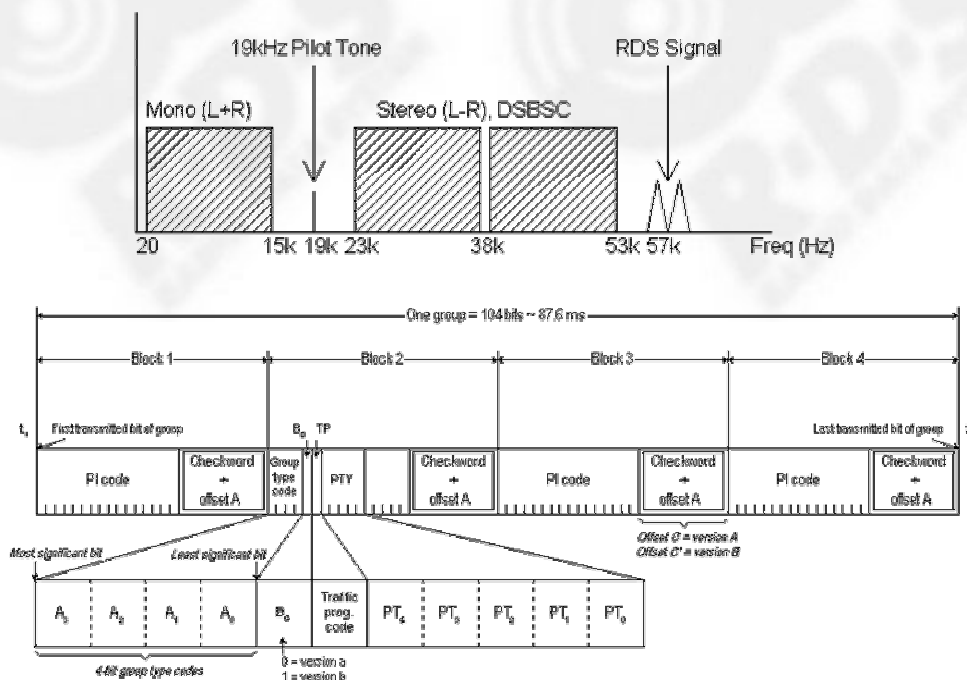 19kHz Pilot Tone RDS Signal
Mono (L+R) Stereo (L-R), DSBSC
20 15k 19k 23k 38k 53k 57k Freq (Hz)
One group = 104 bits ~ 87.6 ms
Block 1 Block 2 Block 3 Block 4
First transmitted bit of group B₀ TP Last transmitted bit of group
PI code Checkword + offset A Group type code PTY Checkword + offset A PI code Checkword + offset A PI code Checkword + offset A
Offset C = version A
Offset C' = version B
Most significant bit Least significant bit
A₃ A₂ A₁ A₀ B₀ Traffic prog. code PT₄ PT₃ PT₂ PT₁ PT₀
4-bit group type codes
0 = version a
1 = version b